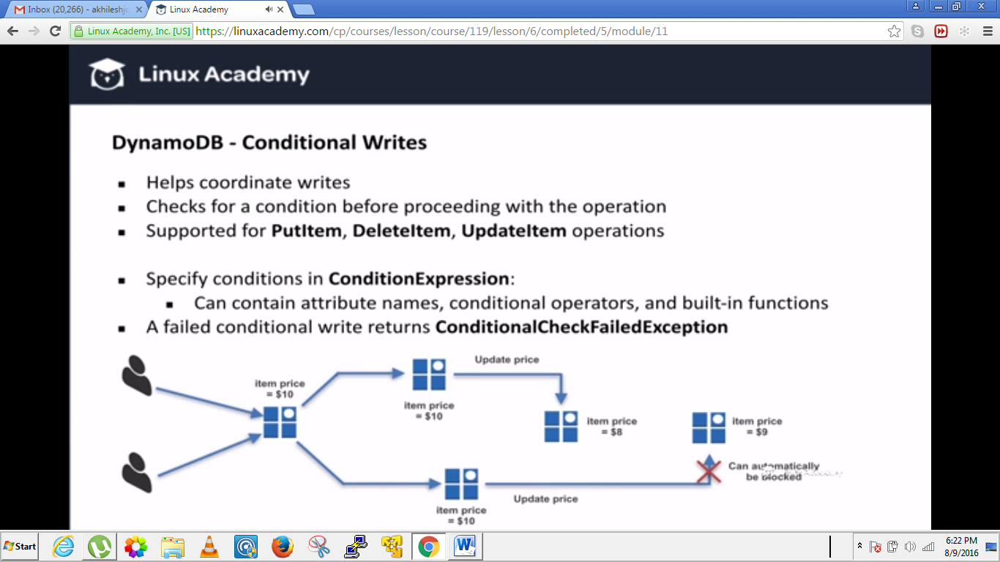 Inbox (20,266) - akhileshj
Linux Academy
Linux Academy, Inc. [US]
https://linuxacademy.com/cp/courses/lesson/course/119/lesson/6/completed/5/module/11
Linux Academy
DynamoDB - Conditional Writes
Helps coordinate writes
Checks for a condition before proceeding with the operation
Supported for PutItem, DeleteItem, UpdateItem operations
Specify conditions in ConditionExpression:
Can contain attribute names, conditional operators, and built-in functions
A failed conditional write returns ConditionalCheckFailedException
item price
= $10
item price
= $10
Update price
item price
= $8
item price
= $9
Can automatically
be blocked
item price
= $10
Update price
Start
6:22 PM
8/9/2016